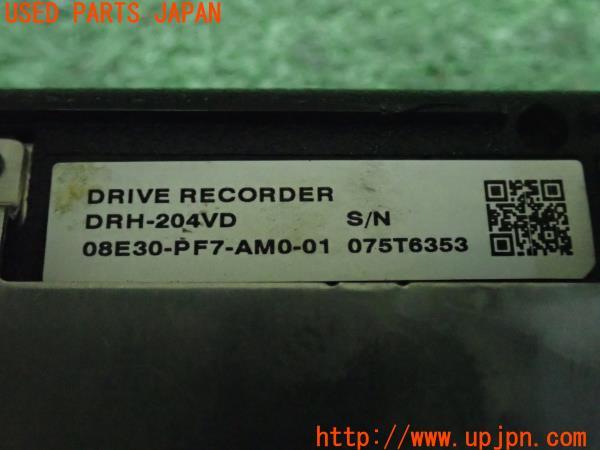 USED PARTS JAPAN
DRIVE RECORDER
DRH-204VD S/N
08E30-PF7-AM0-01 075T6353
http://www.upjpn.com